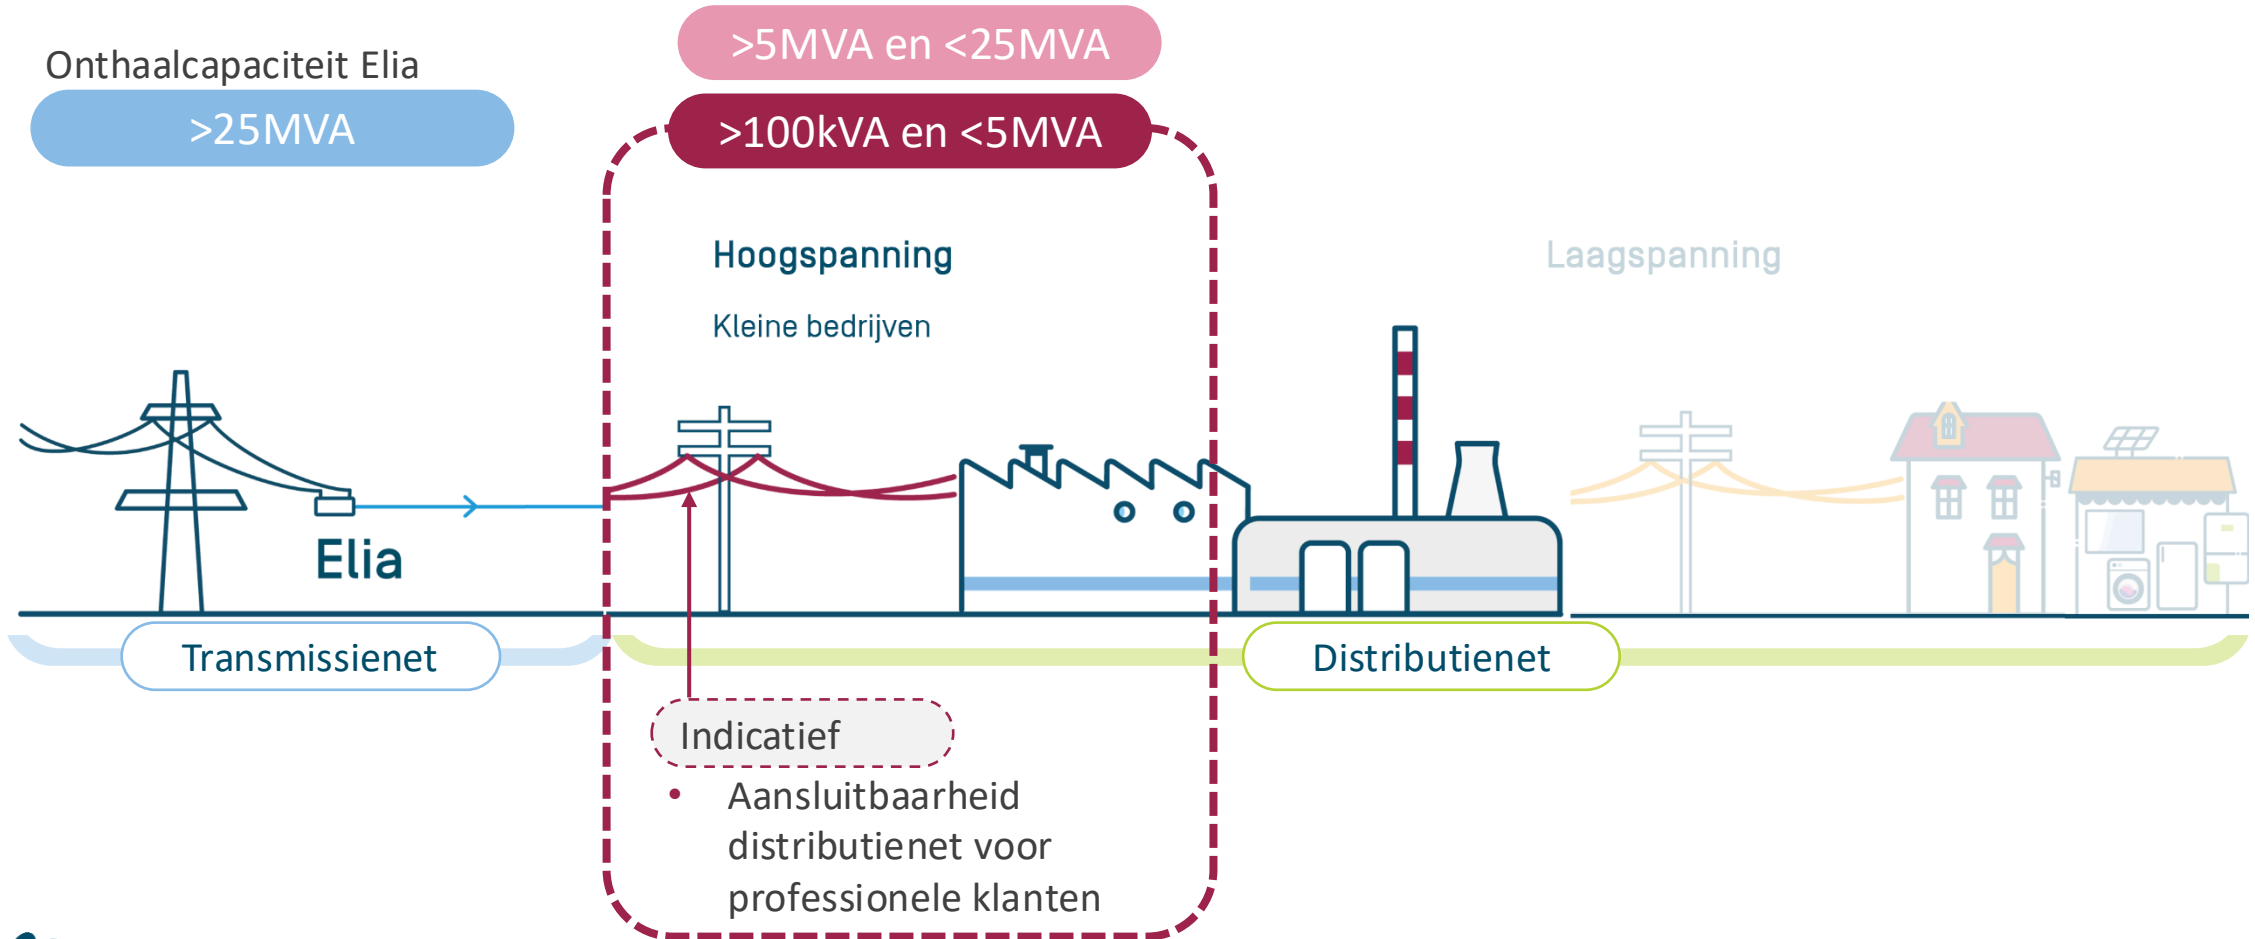 Onthaalcapaciteit Elia
>25MVA
>5MVA en <25MVA
>100kVA en <5MVA
Hoogspanning
Kleine bedrijven
Laagspanning
Elia
Transmissienet
Distributienet
Indicatief
• Aansluitbaarheid
distributienet voor
professionele klanten